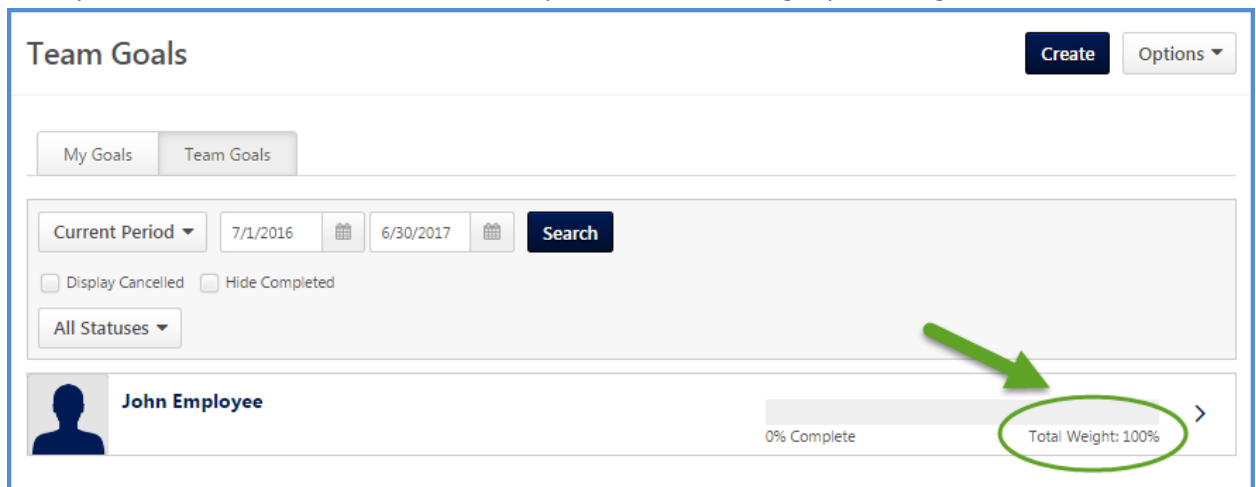 Team Goals
Create
Options
My Goals
Team Goals
Current Period
7/1/2016
6/30/2017
Search
Display Cancelled
Hide Completed
All Statuses
John Employee
0% Complete
Total Weight: 100%